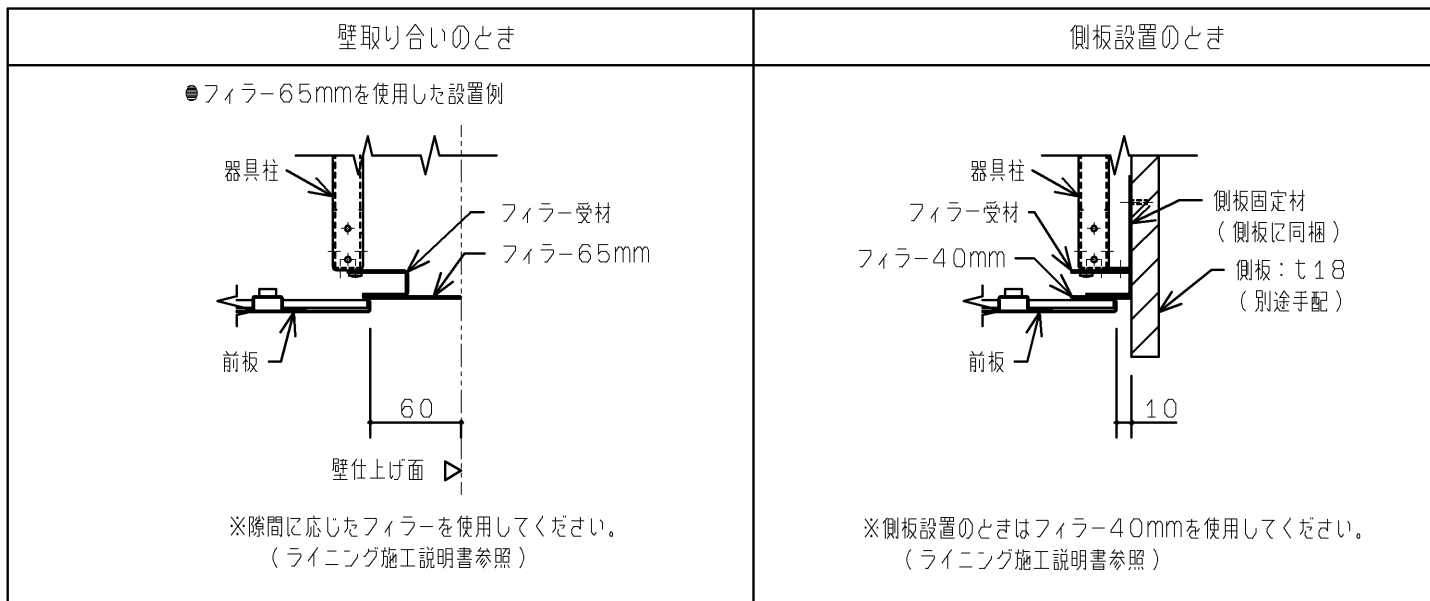 壁取り合いのとき
●フィラー65mmを使用した設置例
器具柱
フィラー受材
フィラー65mm
前板
60
壁仕上げ面
※隙間に応じたフィラーを使用してください。
（ライニング施工説明書参照）
側板設置のとき
器具柱
フィラー受材
フィラー40mm
側板固定材
（側板に同梱）
側板：t18
（別途手配）
前板
10
※側板設置のときはフィラー40mmを使用してください。
（ライニング施工説明書参照）